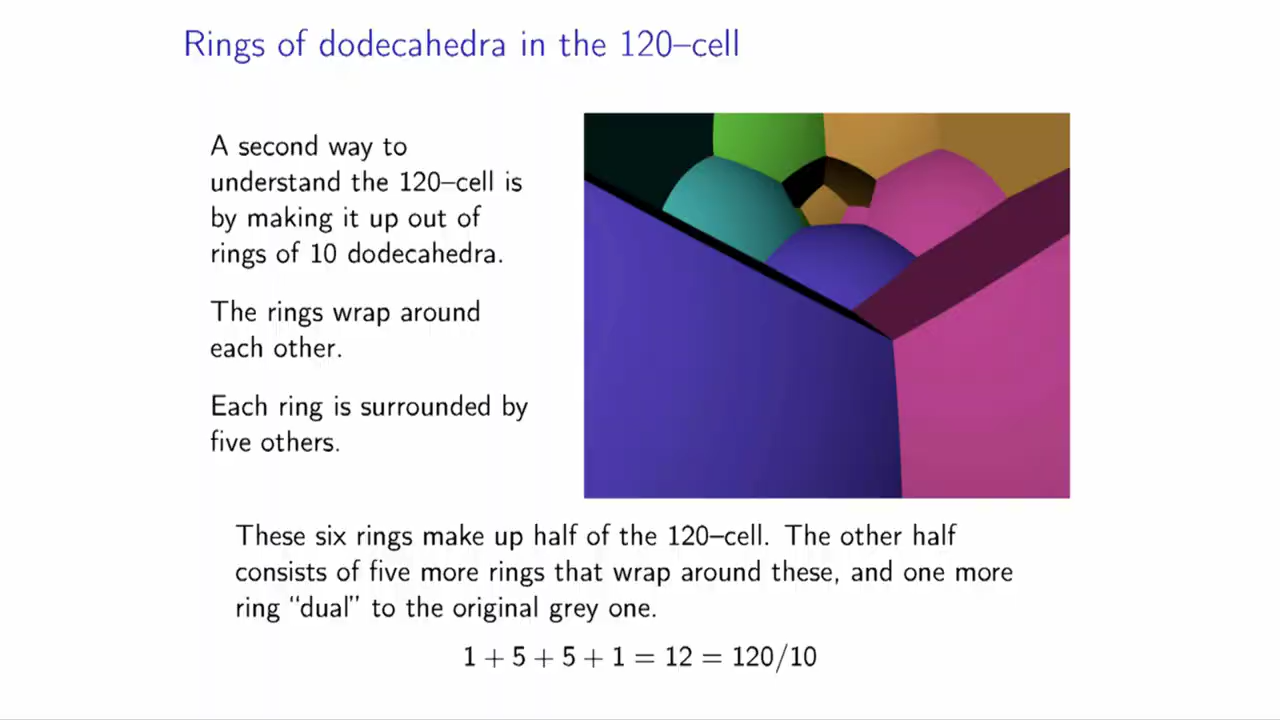 Rings of dodecahedra in the 120–cell
A second way to
understand the 120–cell is
by making it up out of
rings of 10 dodecahedra.
The rings wrap around
each other.
Each ring is surrounded by
five others.
These six rings make up half of the 120–cell. The other half
consists of five more rings that wrap around these, and one more
ring “dual” to the original grey one.
1 + 5 + 5 + 1 = 12 = 120/10